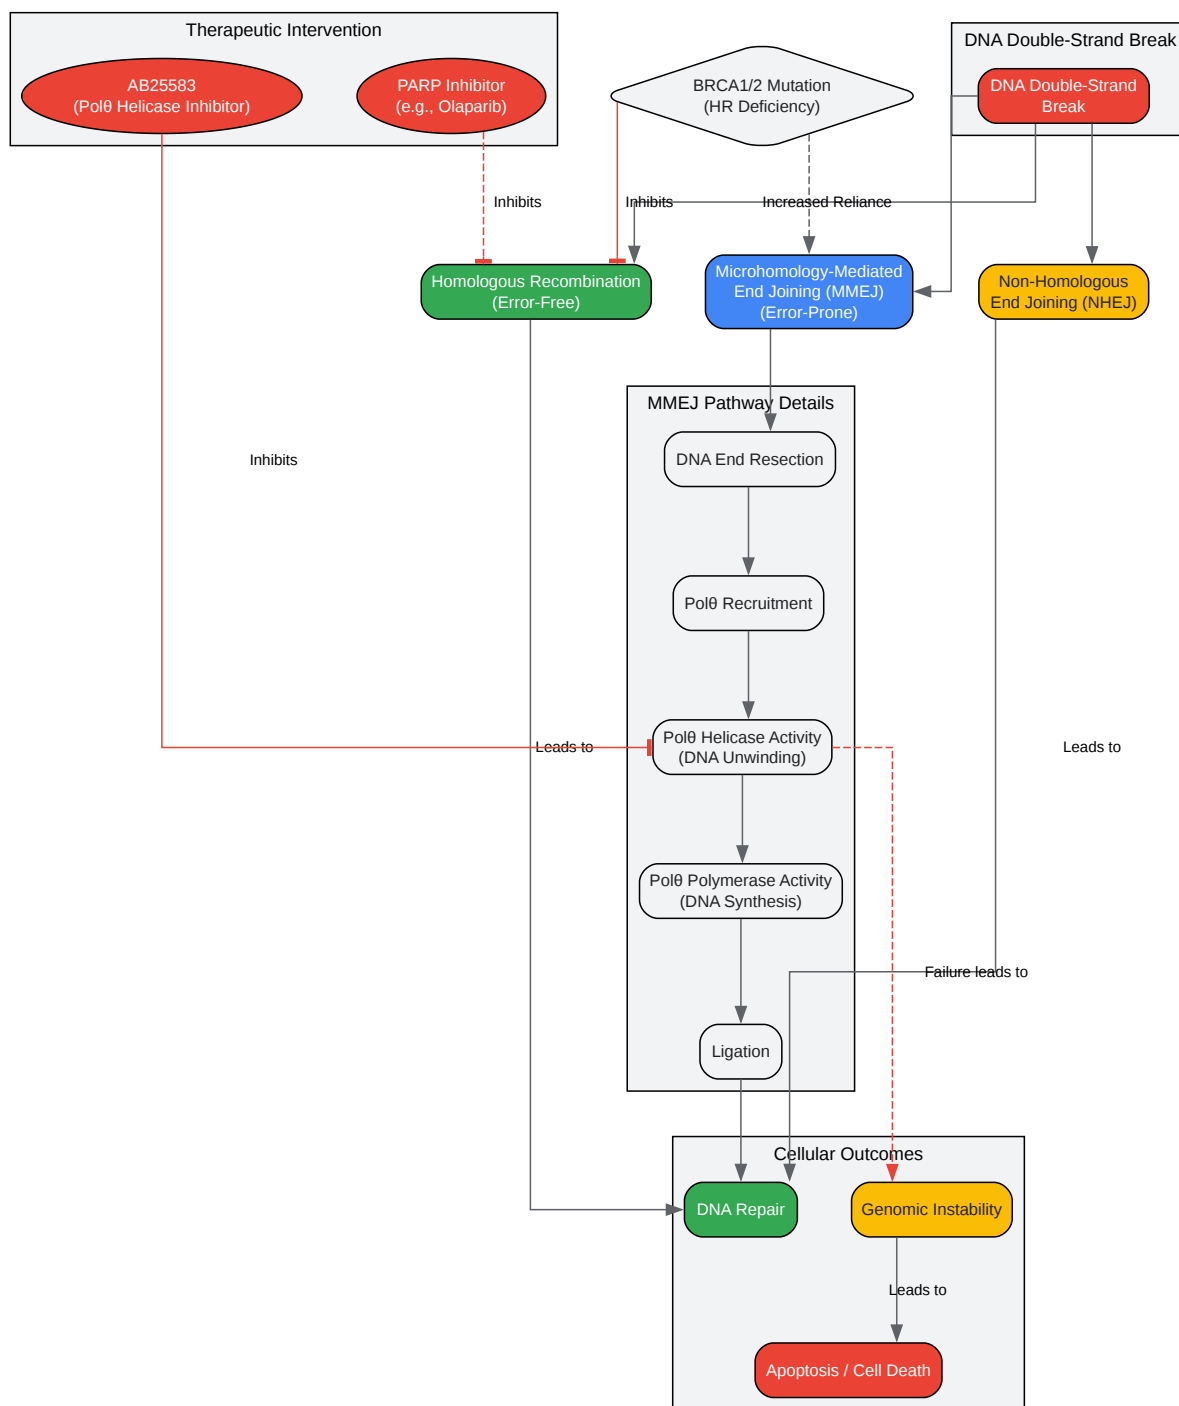 Therapeutic Intervention
AB25583
(Polθ Helicase Inhibitor)
PARP Inhibitor
(e.g., Olaparib)
BRCA1/2 Mutation
(HR Deficiency)
DNA Double-Strand Break
DNA Double-Strand
Break
Inhibits
Inhibits
Increased Reliance
Homologous Recombination
(Error-Free)
Microhomology-Mediated
End Joining (MMEJ)
(Error-Prone)
Non-Homologous
End Joining (NHEJ)
MMEJ Pathway Details
DNA End Resection
Inhibits
Polθ Recruitment
Leads to
Polθ Helicase Activity
(DNA Unwinding)
Leads to
Polθ Polymerase Activity
(DNA Synthesis)
Failure leads to
Ligation
Cellular Outcomes
DNA Repair
Genomic Instability
Leads to
Apoptosis / Cell Death